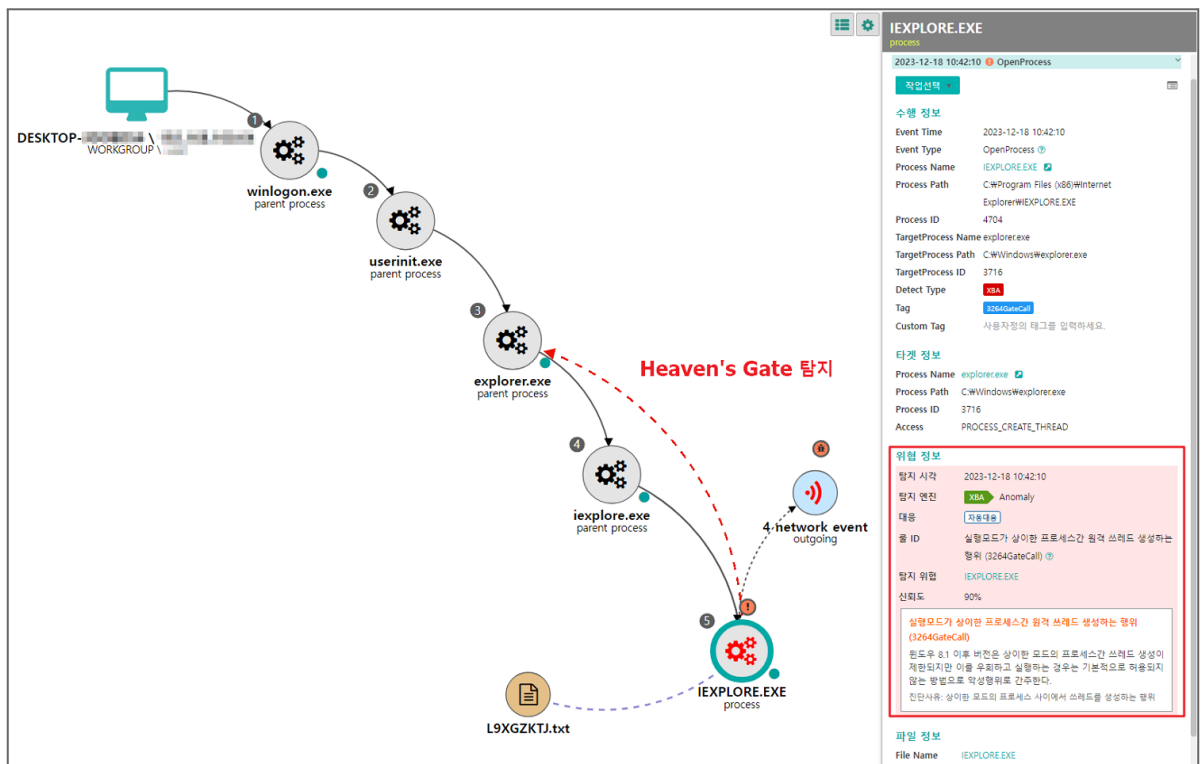 DESKTOP-
\
WORKGROUP \
1
winlogon.exe
parent process
2
userinit.exe
parent process
3
explorer.exe
parent process
Heaven's Gate 탐지
4
iexplore.exe
parent process
4 network event
outgoing
5
IEXPLORE.EXE
process
L9XGZKTJ.txt
IEXPLORE.EXE
process
2023-12-18 10:42:10 OpenProcess
작업선택
수행 정보
Event Time 2023-12-18 10:42:10
Event Type OpenProcess
Process Name IEXPLORE.EXE
Process Path C:₩Program Files (x86)₩Internet
Explorer₩IEXPLORE.EXE
Process ID 4704
TargetProcess Name explorer.exe
TargetProcess Path C:₩Windows₩explorer.exe
TargetProcess ID 3716
Detect Type XBA
Tag 3264GateCall
Custom Tag 사용자정의 태그를 입력하세요.
타겟 정보
Process Name explorer.exe
Process Path C:₩Windows₩explorer.exe
Process ID 3716
Access PROCESS_CREATE_THREAD
위협 정보
탐지 시각 2023-12-18 10:42:10
탐지 엔진 XBA Anomaly
대응 자동대응
룰 ID 실행모드가 상이한 프로세스간 원격 쓰레드 생성하는
행위 (3264GateCall)
탐지 위협 IEXPLORE.EXE
신뢰도 90%
실행모드가 상이한 프로세스간 원격 쓰레드 생성하는 행위
(3264GateCall)
윈도우 8.1 이후 버전은 상이한 모드의 프로세스간 쓰레드 생성이
제한되지만 이를 우회하고 실행하는 경우는 기본적으로 허용되지
않는 방법으로 악성행위로 간주한다.
진단사유: 상이한 모드의 프로세스 사이에서 쓰레드를 생성하는 행위
파일 정보
File Name IEXPLORE.EXE